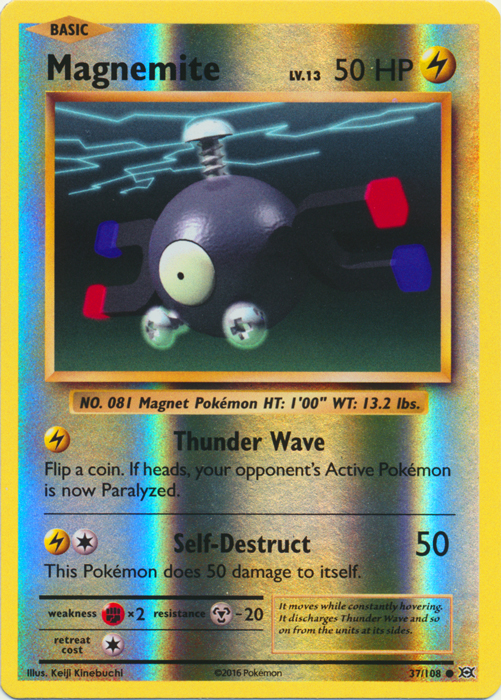 BASIC
Magnemite LV.13 50 HP
NO. 081 Magnet Pokémon HT: 1'00" WT: 13.2 lbs.
Thunder Wave
Flip a coin. If heads, your opponent's Active Pokémon
is now Paralyzed.
Self-Destruct 50
This Pokémon does 50 damage to itself.
weakness ×2 resistance -20
retreat
cost
It moves while constantly hovering.
It discharges Thunder Wave and so
on from the units at its sides.
Illus. Keiji Kinebuchi ©2016 Pokémon 37/108